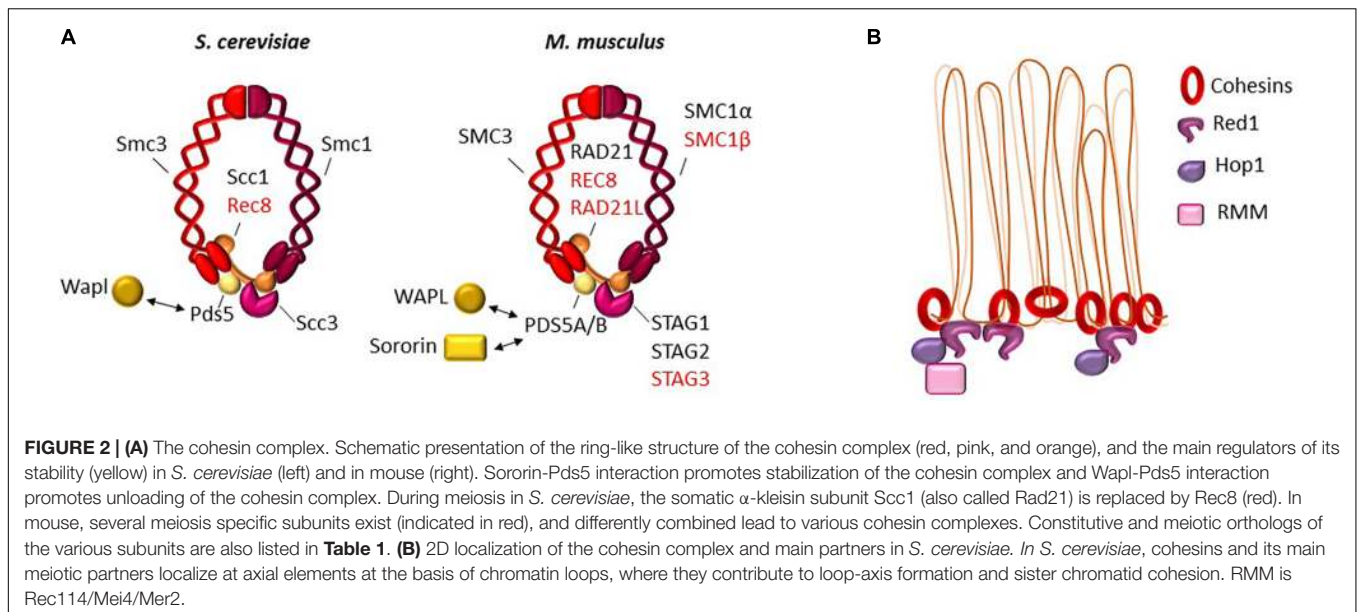 A
S. cerevisiae
M. musculus
B
Smc3
Smc1
Scc1
Rec8
Wapl
Pds5
Scc3
SMC3
SMC1α
SMC1β
RAD21
REC8
RAD21L
WAPL
PDS5A/B
Sororin
STAG1
STAG2
STAG3
Cohesins
Red1
Hop1
RMM
FIGURE 2 | (A) The cohesin complex. Schematic presentation of the ring-like structure of the cohesin complex (red, pink, and orange), and the main regulators of its
stability (yellow) in S. cerevisiae (left) and in mouse (right). Sororin-Pds5 interaction promotes stabilization of the cohesin complex and Wapl-Pds5 interaction
promotes unloading of the cohesin complex. During meiosis in S. cerevisiae, the somatic α-kleisin subunit Scc1 (also called Rad21) is replaced by Rec8 (red). In
mouse, several meiosis specific subunits exist (indicated in red), and differently combined lead to various cohesin complexes. Constitutive and meiotic orthologs of
the various subunits are also listed in Table 1. (B) 2D localization of the cohesin complex and main partners in S. cerevisiae. In S. cerevisiae, cohesins and its main
meiotic partners localize at axial elements at the basis of chromatin loops, where they contribute to loop-axis formation and sister chromatid cohesion. RMM is
Rec114/Mei4/Mer2.